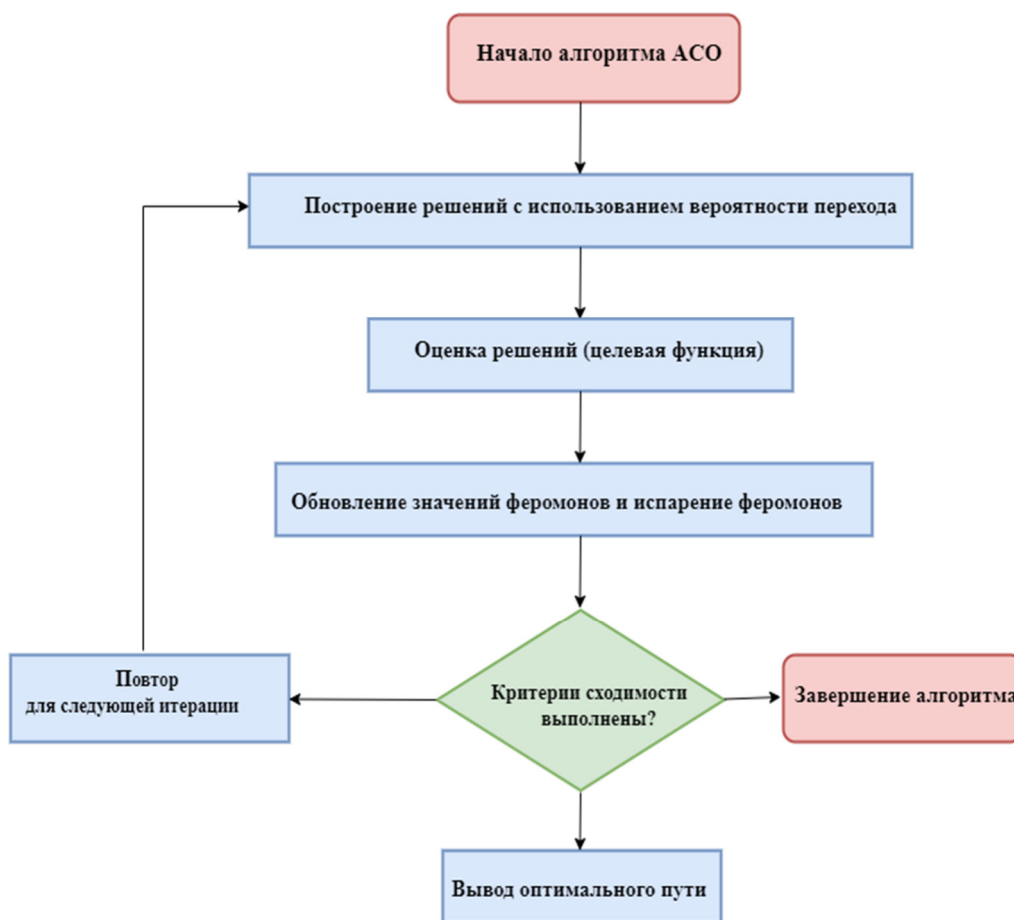 Начало алгоритма АСО
Построение решений с использованием вероятности перехода
Оценка решений (целевая функция)
Обновление значений феромонов и испарение феромонов
Критерии сходимости
выполнены?
Повтор
для следующей итерации
Завершение алгоритма
Вывод оптимального пути